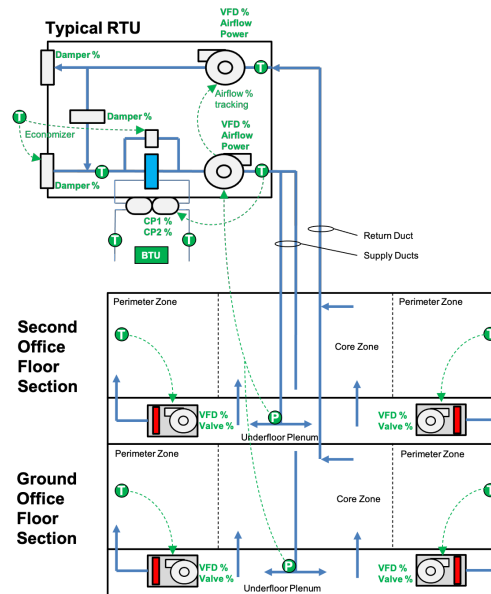 Typical RTU
VFD %
Airflow
Power
Damper %
T
Airflow %
tracking
Damper %
T
Economizer
VFD %
Airflow
Power
T
T
Damper %
CP1 %
CP2 %
T
BTU
T
Return Duct
Supply Ducts
Second
Office
Floor
Section
Perimeter Zone
Perimeter Zone
T
T
Core Zone
VFD %
Valve %
P
VFD %
Valve %
Underfloor Plenum
Ground
Office
Floor
Section
Perimeter Zone
Perimeter Zone
T
T
Core Zone
VFD %
Valve %
P
VFD %
Valve %
Underfloor Plenum